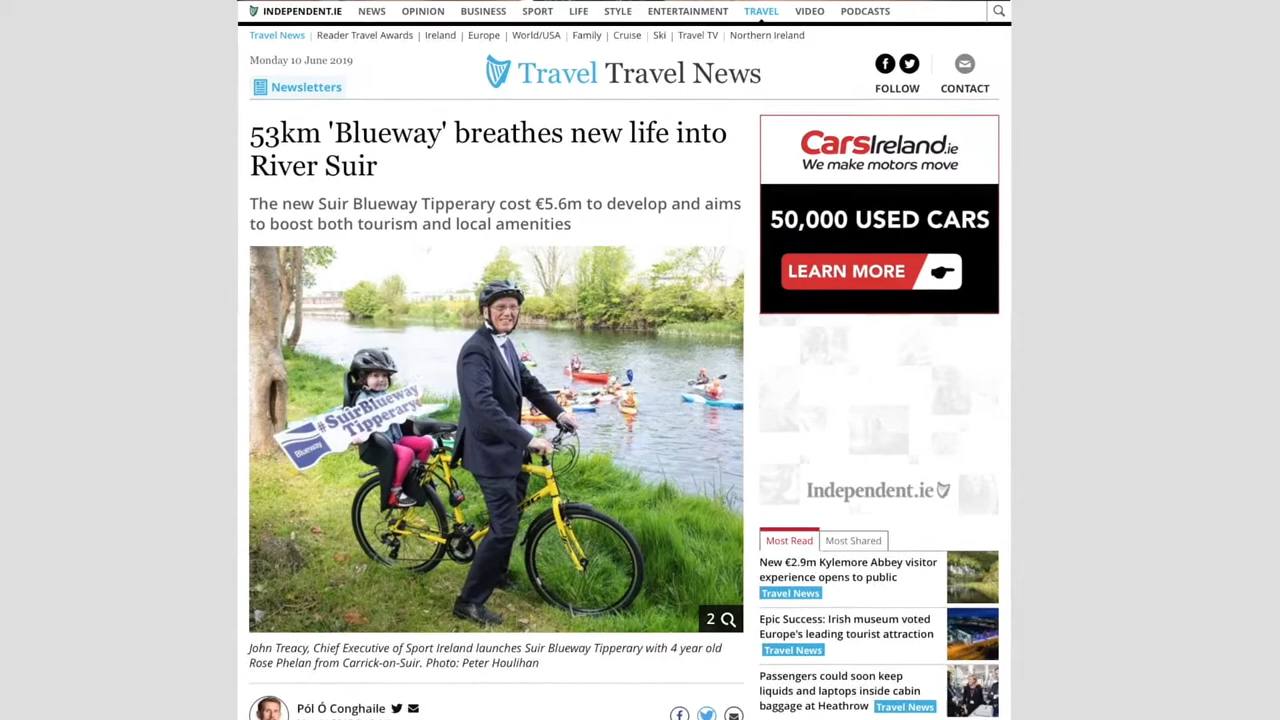 INDEPENDENT.IE NEWS OPINION BUSINESS SPORT LIFE STYLE ENTERTAINMENT TRAVEL VIDEO PODCASTS
Travel News Reader Travel Awards Ireland Europe World/USA Family Cruise Ski Travel TV Northern Ireland
Monday 10 June 2019
Newsletters
Travel Travel News
FOLLOW CONTACT
53km 'Blueway' breathes new life into
River Suir
The new Suir Blueway Tipperary cost €5.6m to develop and aims
to boost both tourism and local amenities
#SuirBlueway
Tipperary
Blueway
2
John Treacy, Chief Executive of Sport Ireland launches Suir Blueway Tipperary with 4 year old
Rose Phelan from Carrick-on-Suir. Photo: Peter Houlihan
Pól Ó Conghaile
CarsIreland.ie
We make motors move
50,000 USED CARS
LEARN MORE
Independent.ie
Most Read Most Shared
New €2.9m Kylemore Abbey visitor
experience opens to public
Travel News
Epic Success: Irish museum voted
Europe's leading tourist attraction
Travel News
Passengers could soon keep
liquids and laptops inside cabin
baggage at Heathrow Travel News